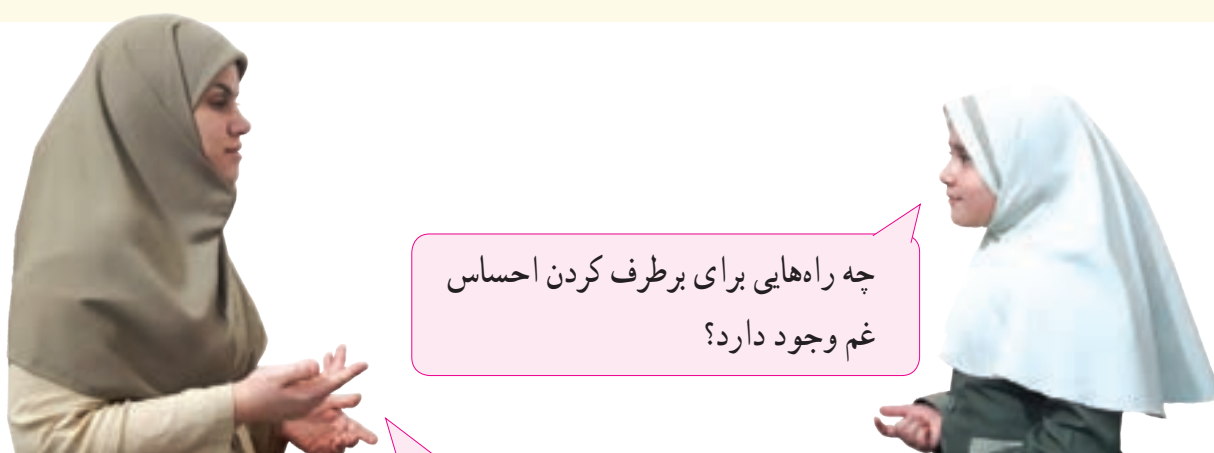 چه راه‌هایی برای برطرف کردن احساس
غم وجود دارد؟